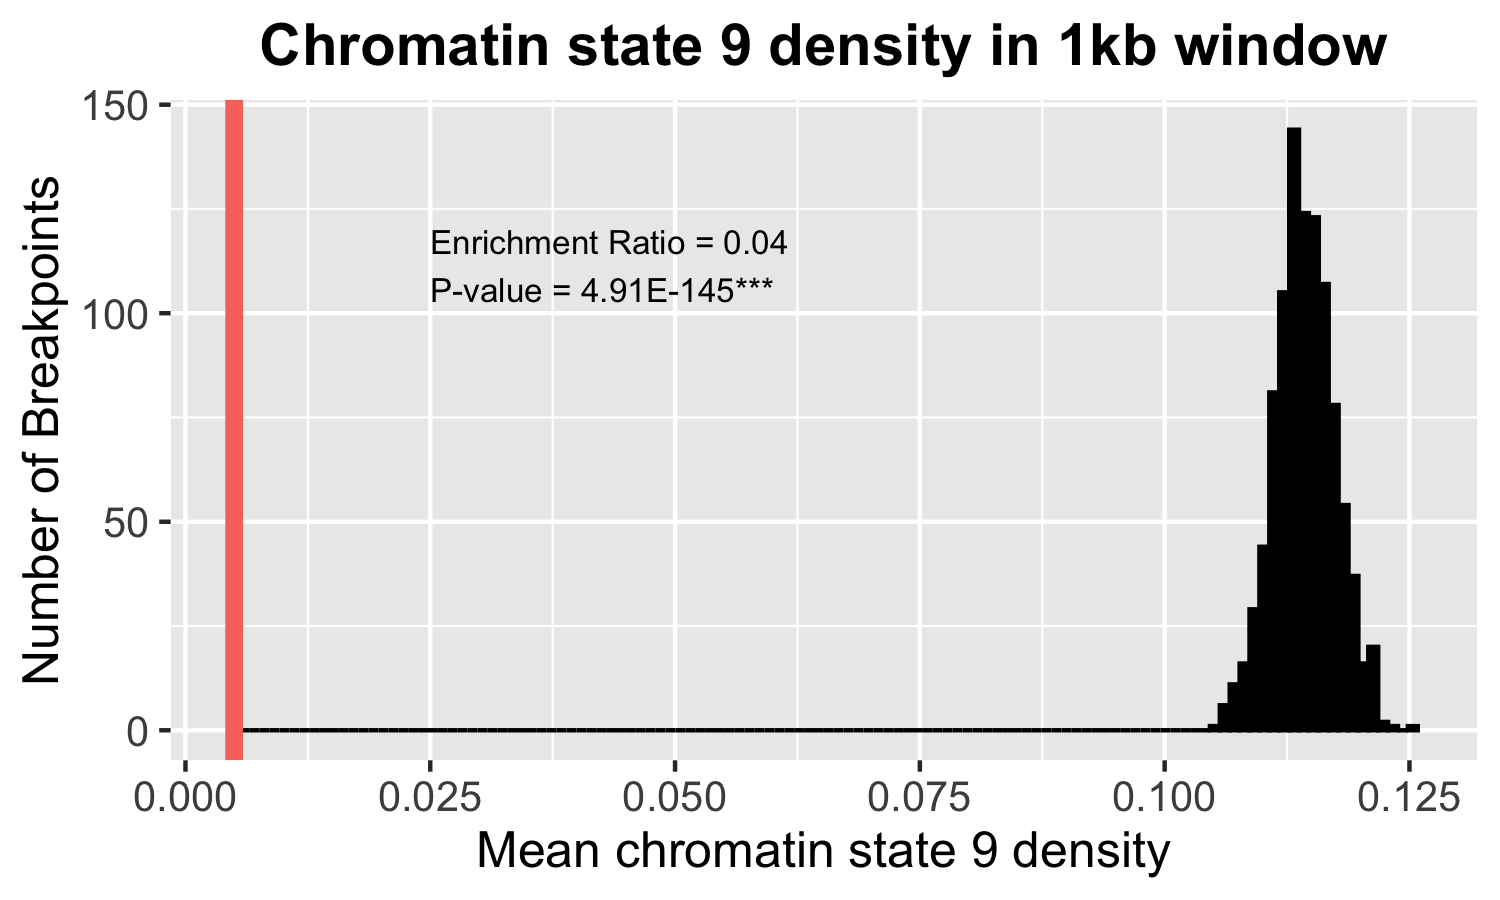 Chromatin state 9 density in 1kb window
Number of Breakpoints
150
100
50
0
Enrichment Ratio = 0.04
P-value = 4.91E-145***
0.000 0.025 0.050 0.075 0.100 0.125
Mean chromatin state 9 density